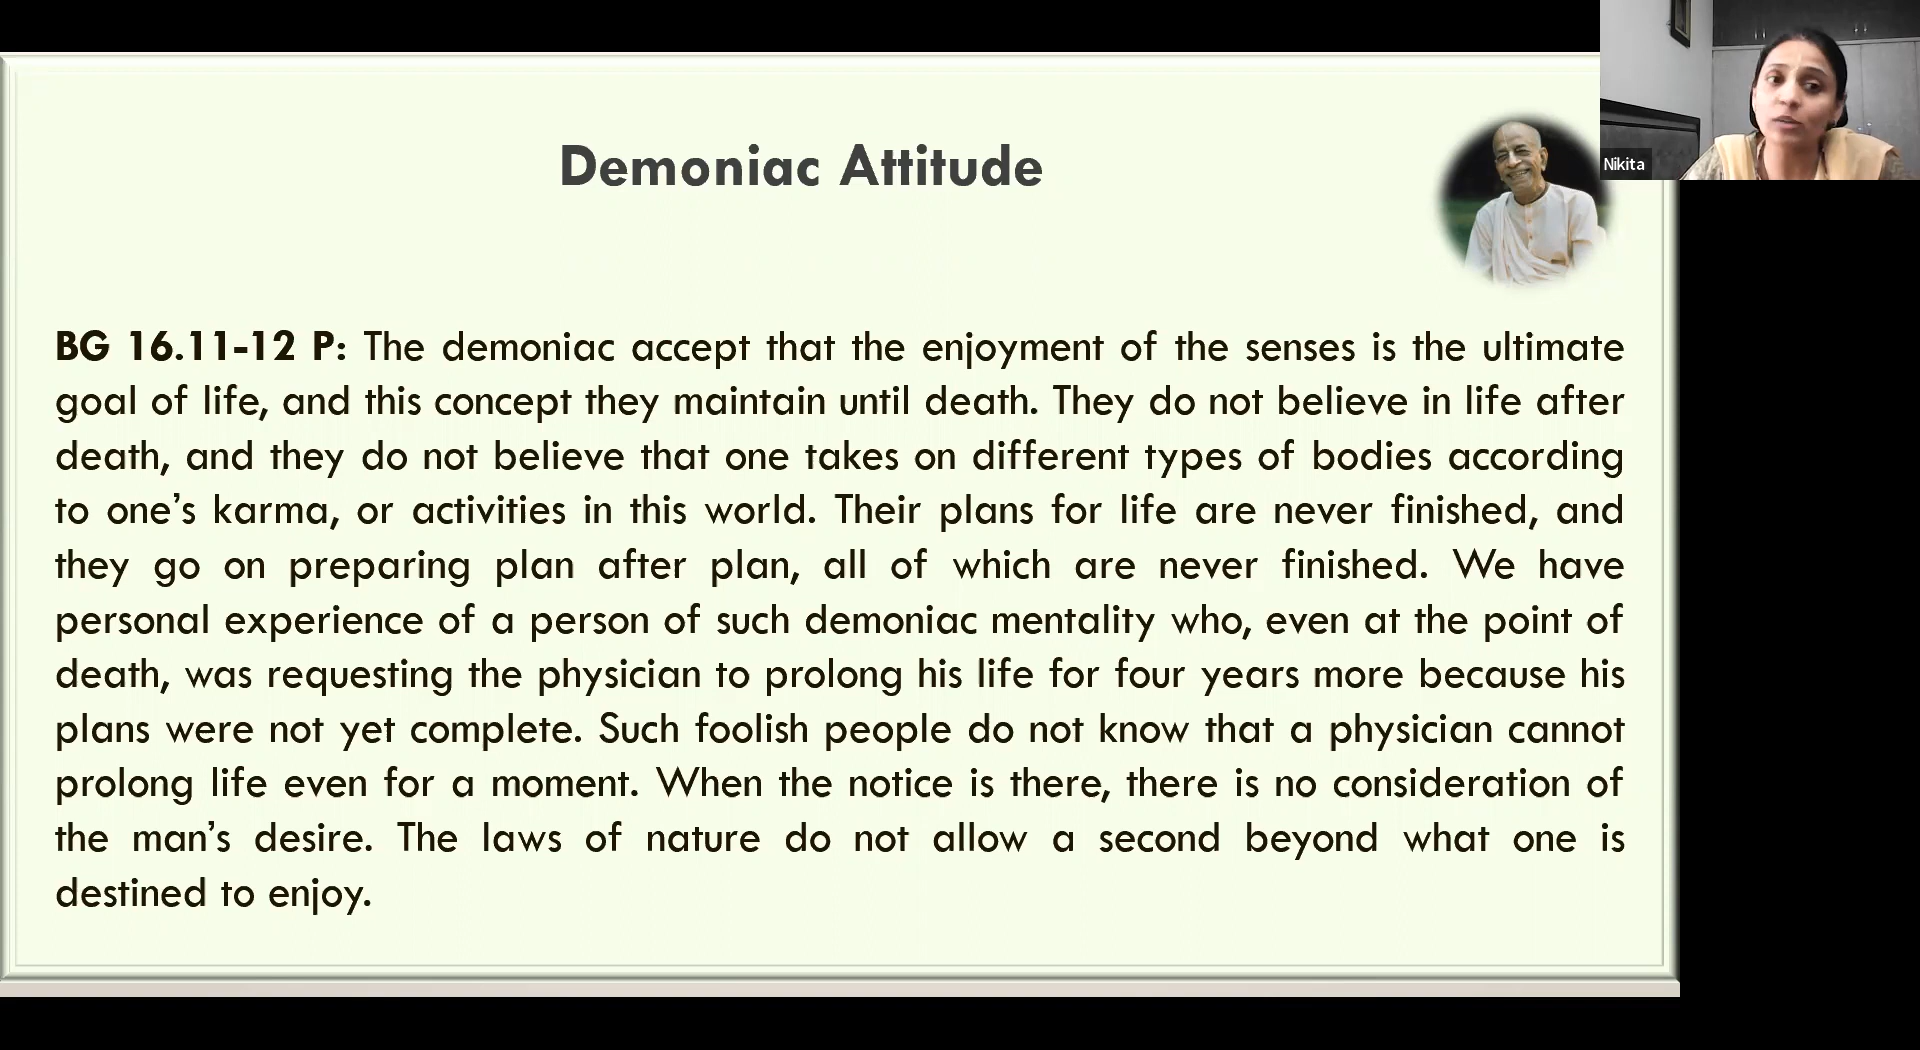 Demoniac Attitude
Nikita
BG 16.11-12 P: The demoniac accept that the enjoyment of the senses is the ultimate
goal of life, and this concept they maintain until death. They do not believe in life after
death, and they do not believe that one takes on different types of bodies according
to one’s karma, or activities in this world. Their plans for life are never finished, and
they go on preparing plan after plan, all of which are never finished. We have
personal experience of a person of such demoniac mentality who, even at the point of
death, was requesting the physician to prolong his life for four years more because his
plans were not yet complete. Such foolish people do not know that a physician cannot
prolong life even for a moment. When the notice is there, there is no consideration of
the man’s desire. The laws of nature do not allow a second beyond what one is
destined to enjoy.